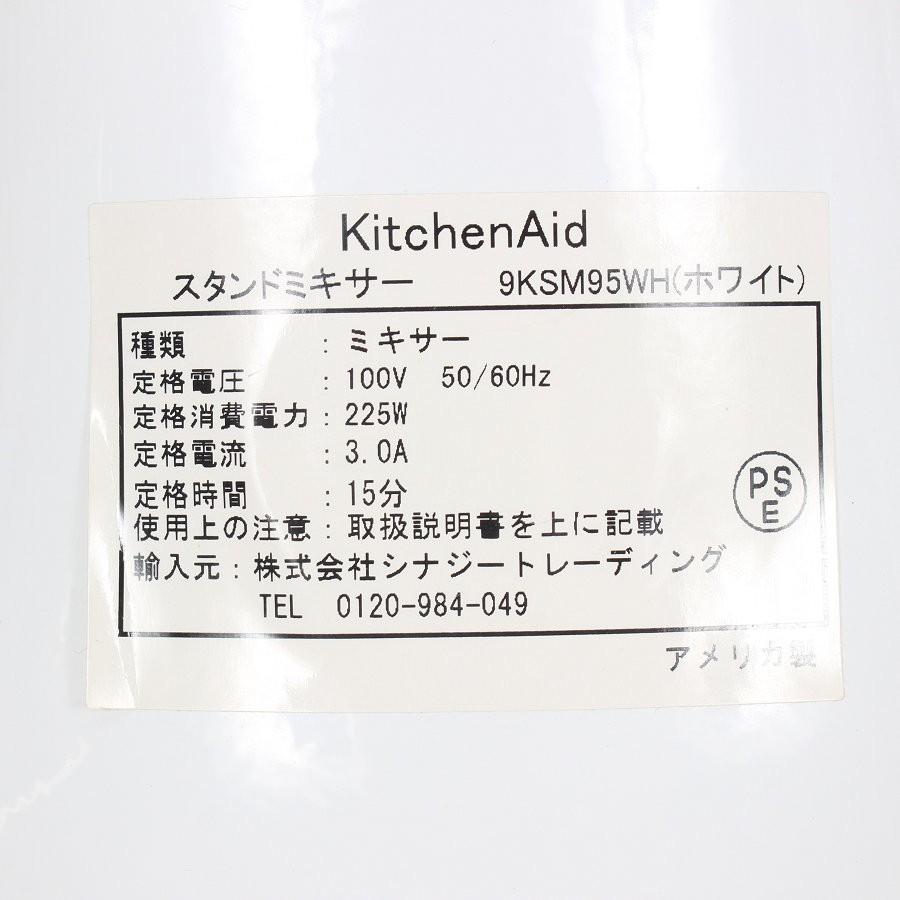 KitchenAid
スタンドミキサー 9KSM95WH(ホワイト)
種類 : ミキサー
定格電圧 : 100V 50/60Hz
定格消費電力 : 225W
定格電流 : 3.0A
定格時間 : 15分
使用上の注意 : 取扱説明書を上に記載
輸入元 : 株式会社シナジートレーディング
TEL 0120-984-049
PS
E
アメリカ製